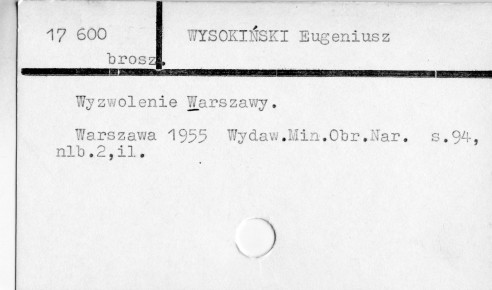 17 600 WYSOKIŃSKI Eugeniusz
brosz.
Wyzwolenie Warszawy.
Warszawa 1955 Wydaw.Min.Obr.Nar. s.94,
nlb.2,il.